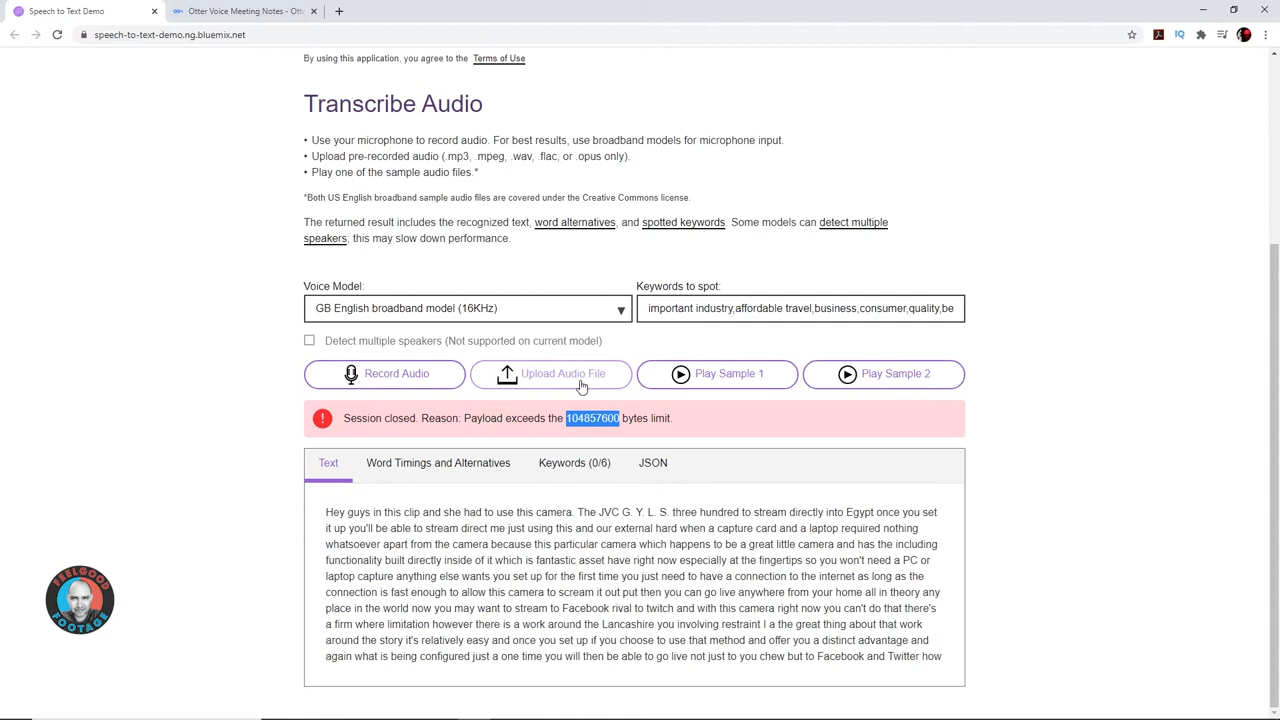 Speech to Text Demo
Otter Voice Meeting Notes - Ott
speech-to-text-demo.ng.bluemix.net
By using this application, you agree to the Terms of Use
Transcribe Audio
• Use your microphone to record audio. For best results, use broadband models for microphone input.
• Upload pre-recorded audio (.mp3, .mpeg, .wav, .flac, or .opus only).
• Play one of the sample audio files.*
*Both US English broadband sample audio files are covered under the Creative Commons license.
The returned result includes the recognized text, word alternatives, and spotted keywords. Some models can detect multiple
speakers; this may slow down performance.
Voice Model:
Keywords to spot:
GB English broadband model (16KHz)
important industry,affordable travel,business,consumer,quality,be
Detect multiple speakers (Not supported on current model)
Record Audio
Upload Audio File
Play Sample 1
Play Sample 2
Session closed. Reason: Payload exceeds the 104857600 bytes limit.
Text
Word Timings and Alternatives
Keywords (0/6)
JSON
Hey guys in this clip and she had to use this camera. The JVC G. Y. L. S. three hundred to stream directly into Egypt once you set
it up you'll be able to stream direct me just using this and our external hard when a capture card and a laptop required nothing
whatsoever apart from the camera because this particular camera which happens to be a great little camera and has the including
functionality built directly inside of it which is fantastic asset have right now especially at the fingertips so you won't need a PC or
laptop capture anything else wants you set up for the first time you just need to have a connection to the internet as long as the
connection is fast enough to allow this camera to scream it out put then you can go live anywhere from your home all in theory any
place in the world now you may want to stream to Facebook rival to twitch and with this camera right now you can't do that there's
a firm where limitation however there is a work around the Lancashire you involving restraint I a the great thing about that work
around the story it's relatively easy and once you set up if you choose to use that method and offer you a distinct advantage and
again what is being configured just a one time you will then be able to go live not just to you chew but to Facebook and Twitter how
FEELGOOD
FOOTAGE